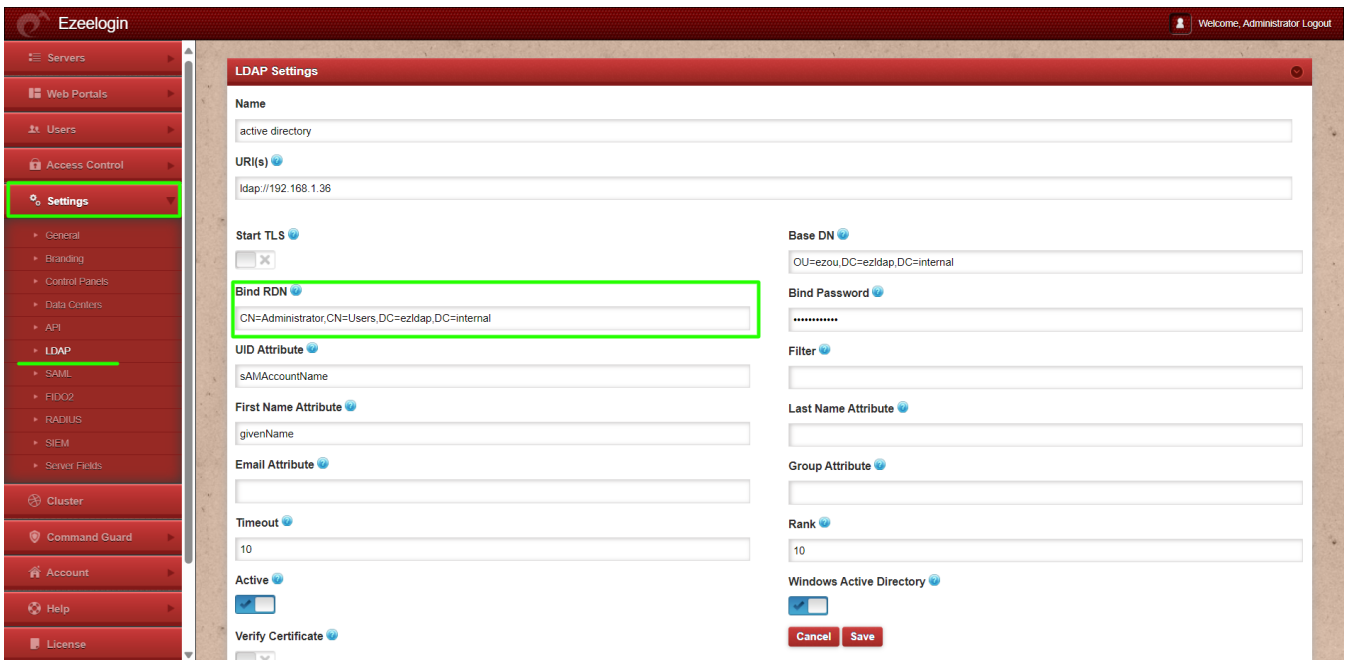 Ezeelogin
Welcome, Administrator Logout
Servers
Web Portals
Users
Access Control
Settings
General
Branding
Control Panels
Data Centers
API
LDAP
SAML
FIDO2
RADIUS
SIEM
Server Fields
Cluster
Command Guard
Account
Help
License
LDAP Settings
Name
active directory
URI(s)
ldap://192.168.1.36
Start TLS
Base DN
OU=ezou,DC=ezldap,DC=internal
Bind RDN
CN=Administrator,CN=Users,DC=ezldap,DC=internal
Bind Password
••••••••••••
UID Attribute
sAMAccountName
Filter
First Name Attribute
givenName
Last Name Attribute
Email Attribute
Group Attribute
Timeout
10
Rank
10
Active
Windows Active Directory
Verify Certificate
Cancel Save